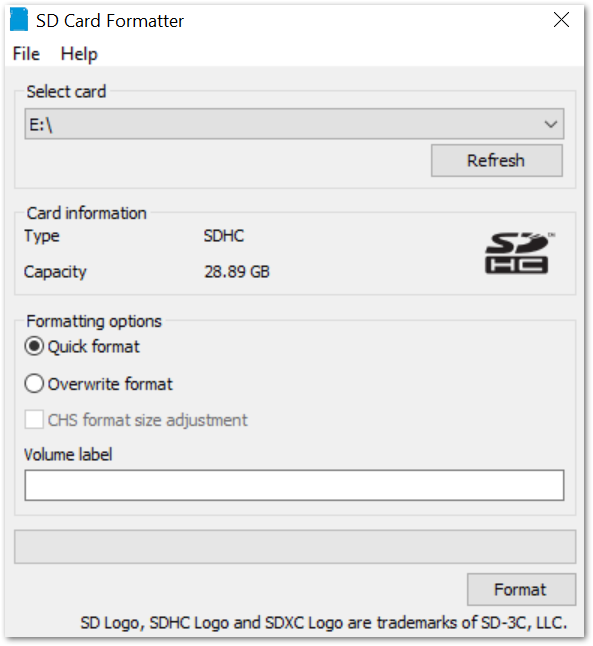 SD Card Formatter
File Help
Select card
E:\
Refresh
Card information
Type SDHC
SD
HC
Capacity 28.89 GB
Formatting options
Quick format
Overwrite format
CHS format size adjustment
Volume label
Format
SD Logo, SDHC Logo and SDXC Logo are trademarks of SD-3C, LLC.